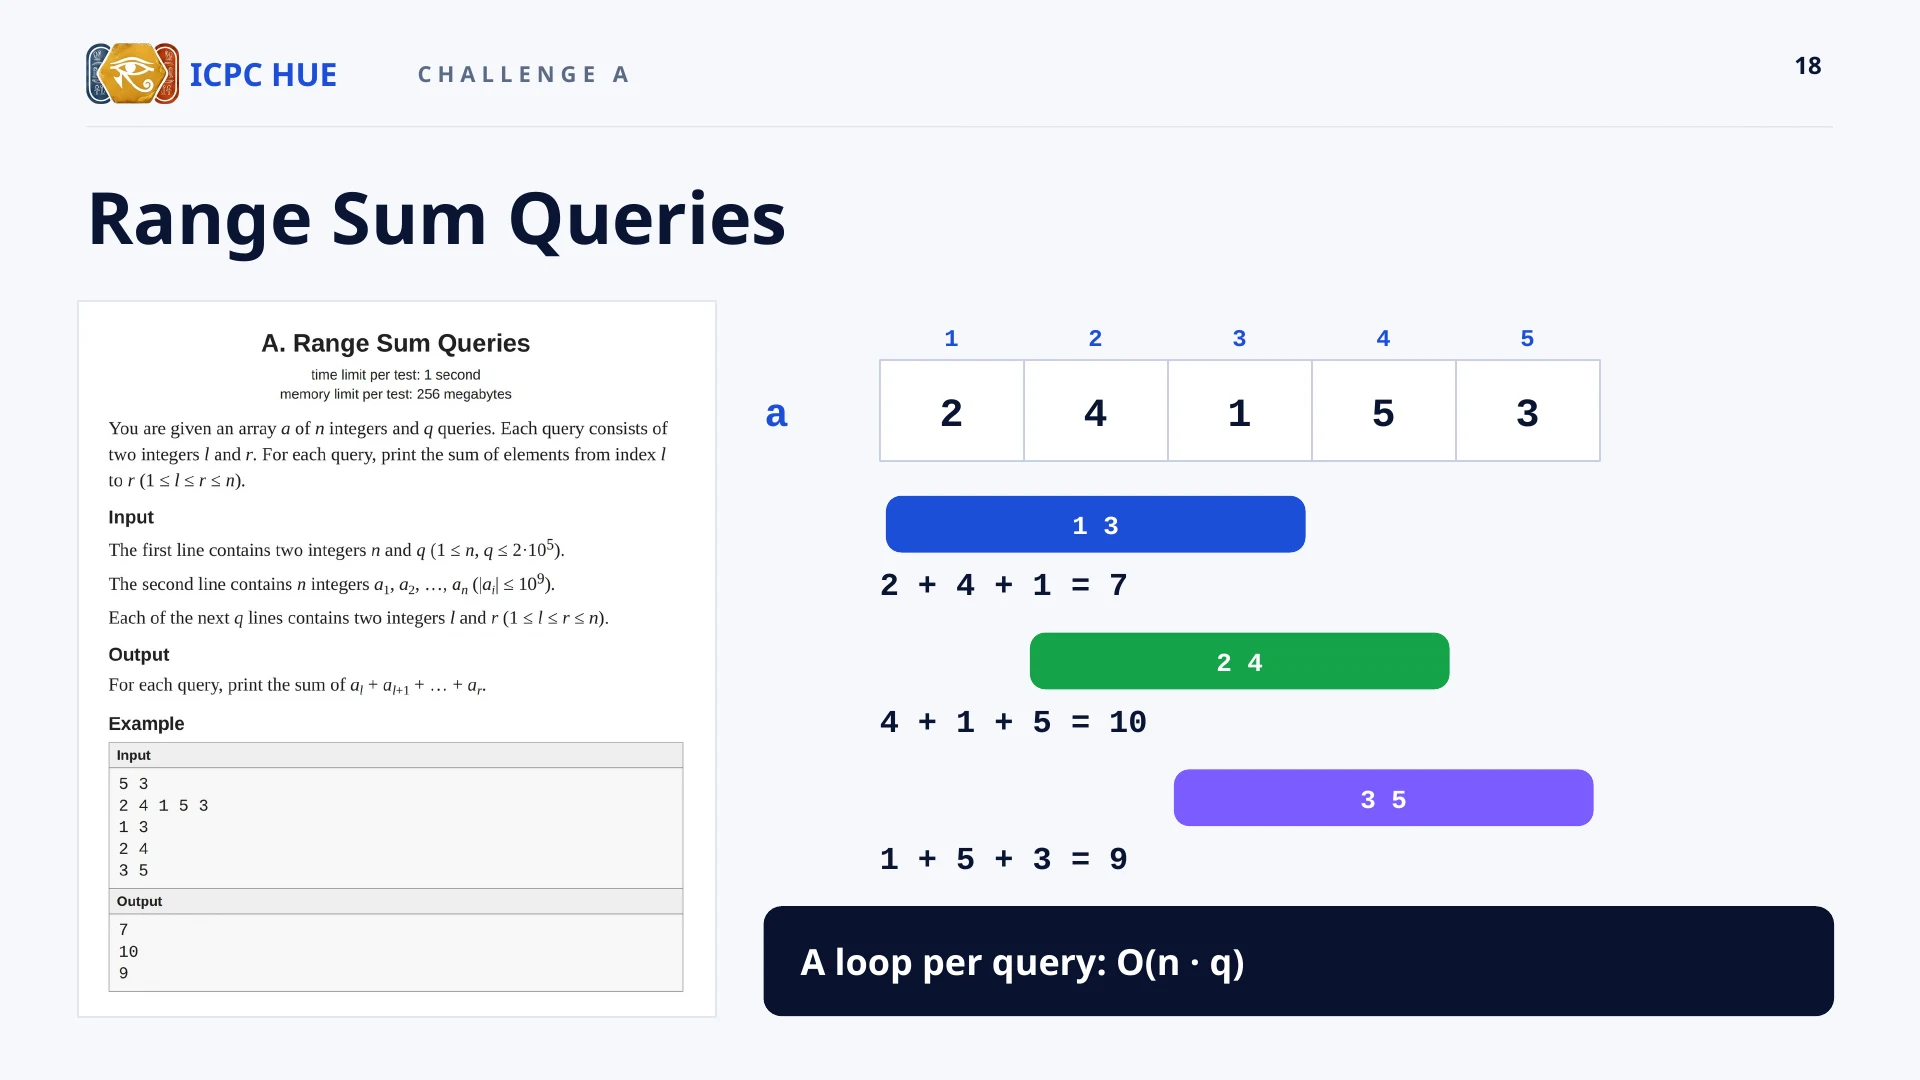 ICPC HUE
CHALLENGE A
18
Range Sum Queries
A. Range Sum Queries
time limit per test: 1 second
memory limit per test: 256 megabytes
You are given an array a of n integers and q queries. Each query consists of
two integers l and r. For each query, print the sum of elements from index l
to r (1 ≤ l ≤ r ≤ n).
Input
The first line contains two integers n and q (1 ≤ n, q ≤ 2·10⁵).
The second line contains n integers a₁, a₂, …, aₙ (|aᵢ| ≤ 10⁹).
Each of the next q lines contains two integers l and r (1 ≤ l ≤ r ≤ n).
Output
For each query, print the sum of aₗ + aₗ₊₁ + … + aᵣ.
Example
Input
5 3
2 4 1 5 3
1 3
2 4
3 5
Output
7
10
9
1 2 3 4 5
a 2 4 1 5 3
1 3
2 + 4 + 1 = 7
2 4
4 + 1 + 5 = 10
3 5
1 + 5 + 3 = 9
A loop per query: O(n · q)